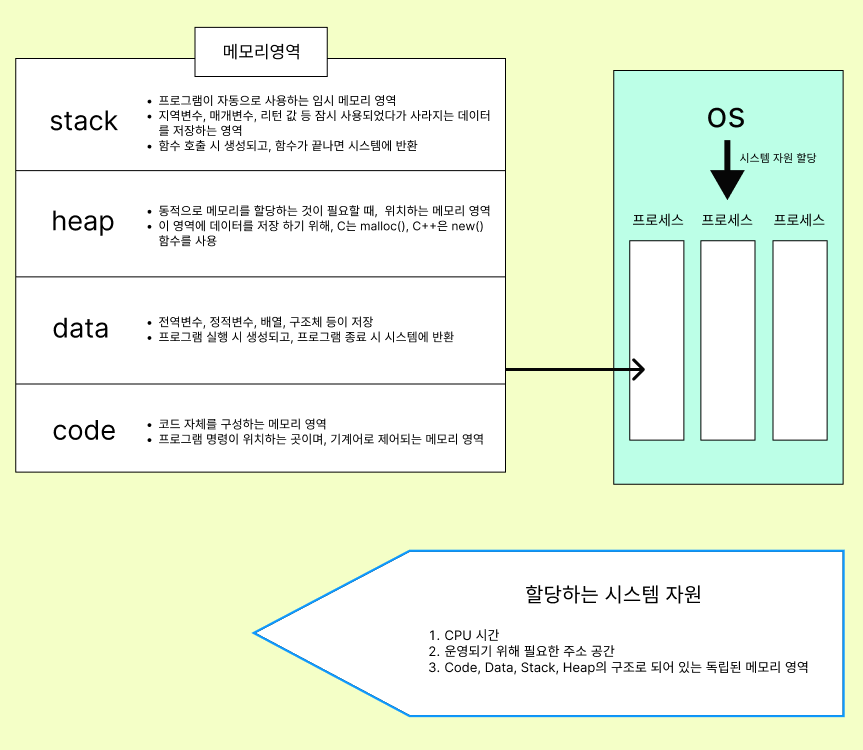 메모리영역
stack
• 프로그램이 자동으로 사용하는 임시 메모리 영역
• 지역변수, 매개변수, 리턴 값 등 잠시 사용되었다가 사라지는 데이터
를 저장하는 영역
• 함수 호출 시 생성되고, 함수가 끝나면 시스템에 반환
heap
• 동적으로 메모리를 할당하는 것이 필요할 때, 위치하는 메모리 영역
• 이 영역에 데이터를 저장 하기 위해, C는 malloc(), C++은 new()
함수를 사용
data
• 전역변수, 정적변수, 배열, 구조체 등이 저장
• 프로그램 실행 시 생성되고, 프로그램 종료 시 시스템에 반환
code
• 코드 자체를 구성하는 메모리 영역
• 프로그램 명령이 위치하는 곳이며, 기계어로 제어되는 메모리 영역
OS
시스템 자원 할당
프로세스 프로세스 프로세스
할당하는 시스템 자원
1. CPU 시간
2. 운영되기 위해 필요한 주소 공간
3. Code, Data, Stack, Heap의 구조로 되어 있는 독립된 메모리 영역